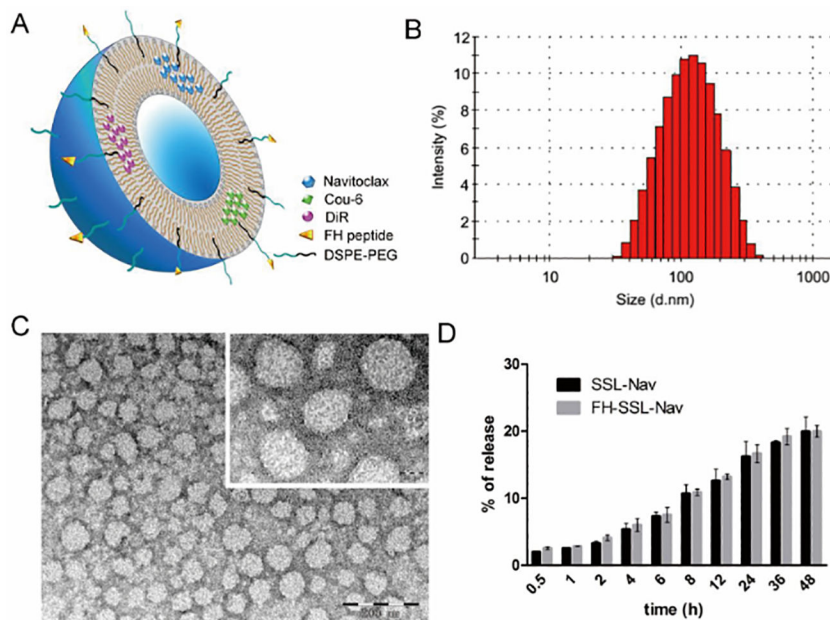 A
Navitoclax
Cou-6
DiR
FH peptide
DSPE-PEG
B
Intensity (%)
12
10
8
6
4
2
0
10
100
1000
Size (d.nm)
C
200 nm
D
% of release
30
20
10
0
SSL-Nav
FH-SSL-Nav
0.5
1
2
4
6
8
12
24
36
48
time (h)